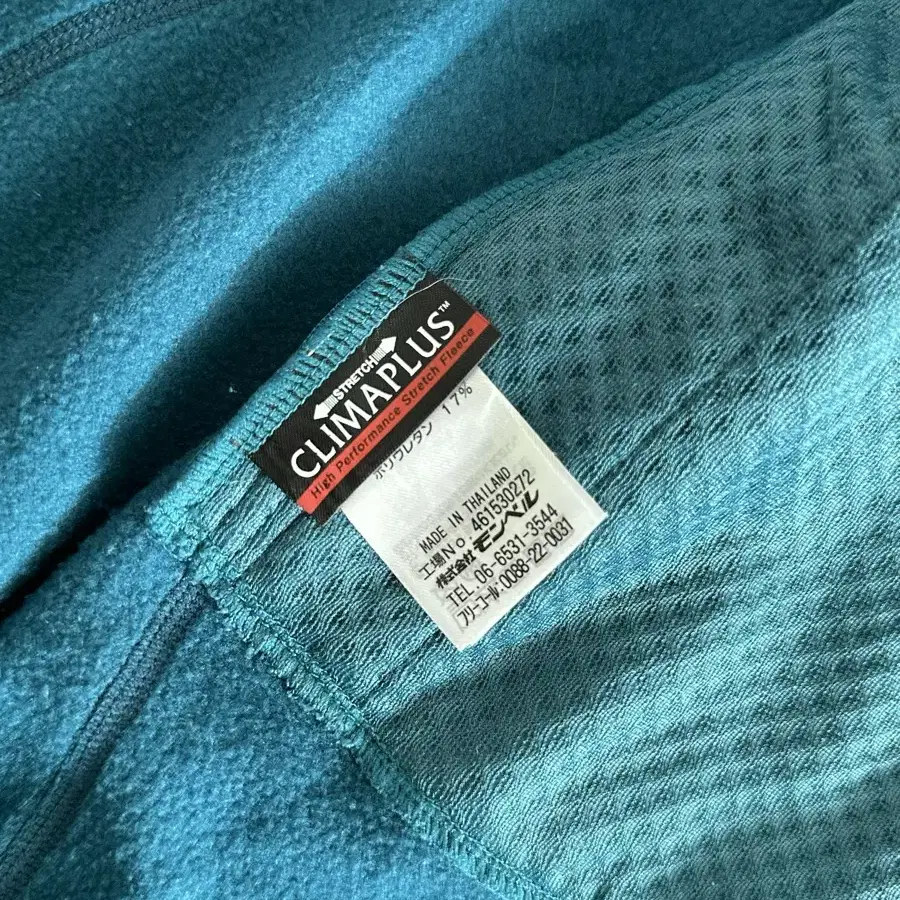 STRETCH
CLIMAPLUS™
High Performance Stretch Fleece
ポリウレタン 17%
MADE IN THAILAND
工場No 461530272
株式会社 モンベル
TEL. 06-6531-3544
フリーコール: 0088-22-0031